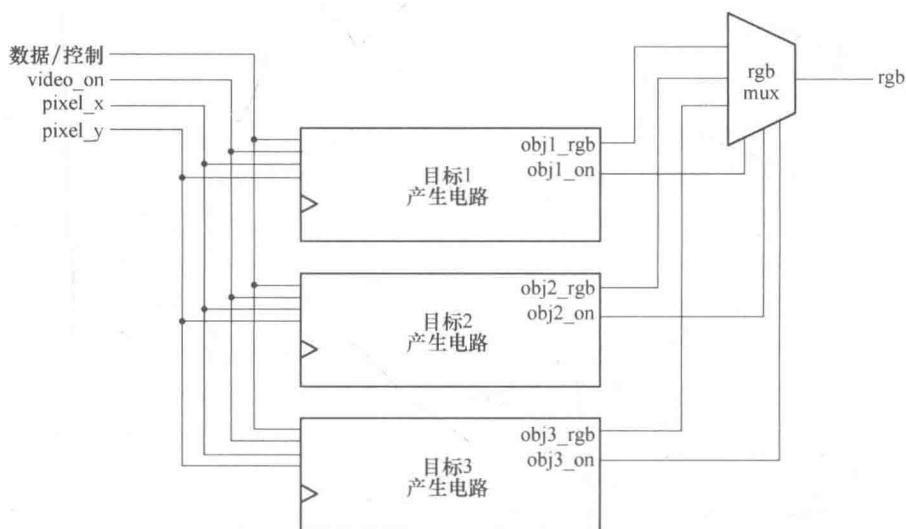 数据/控制
video_on
pixel_x
pixel_y
rgb
mux
rgb
obj1_rgb
obj1_on
目标1
产生电路
obj2_rgb
obj2_on
目标2
产生电路
obj3_rgb
obj3_on
目标3
产生电路